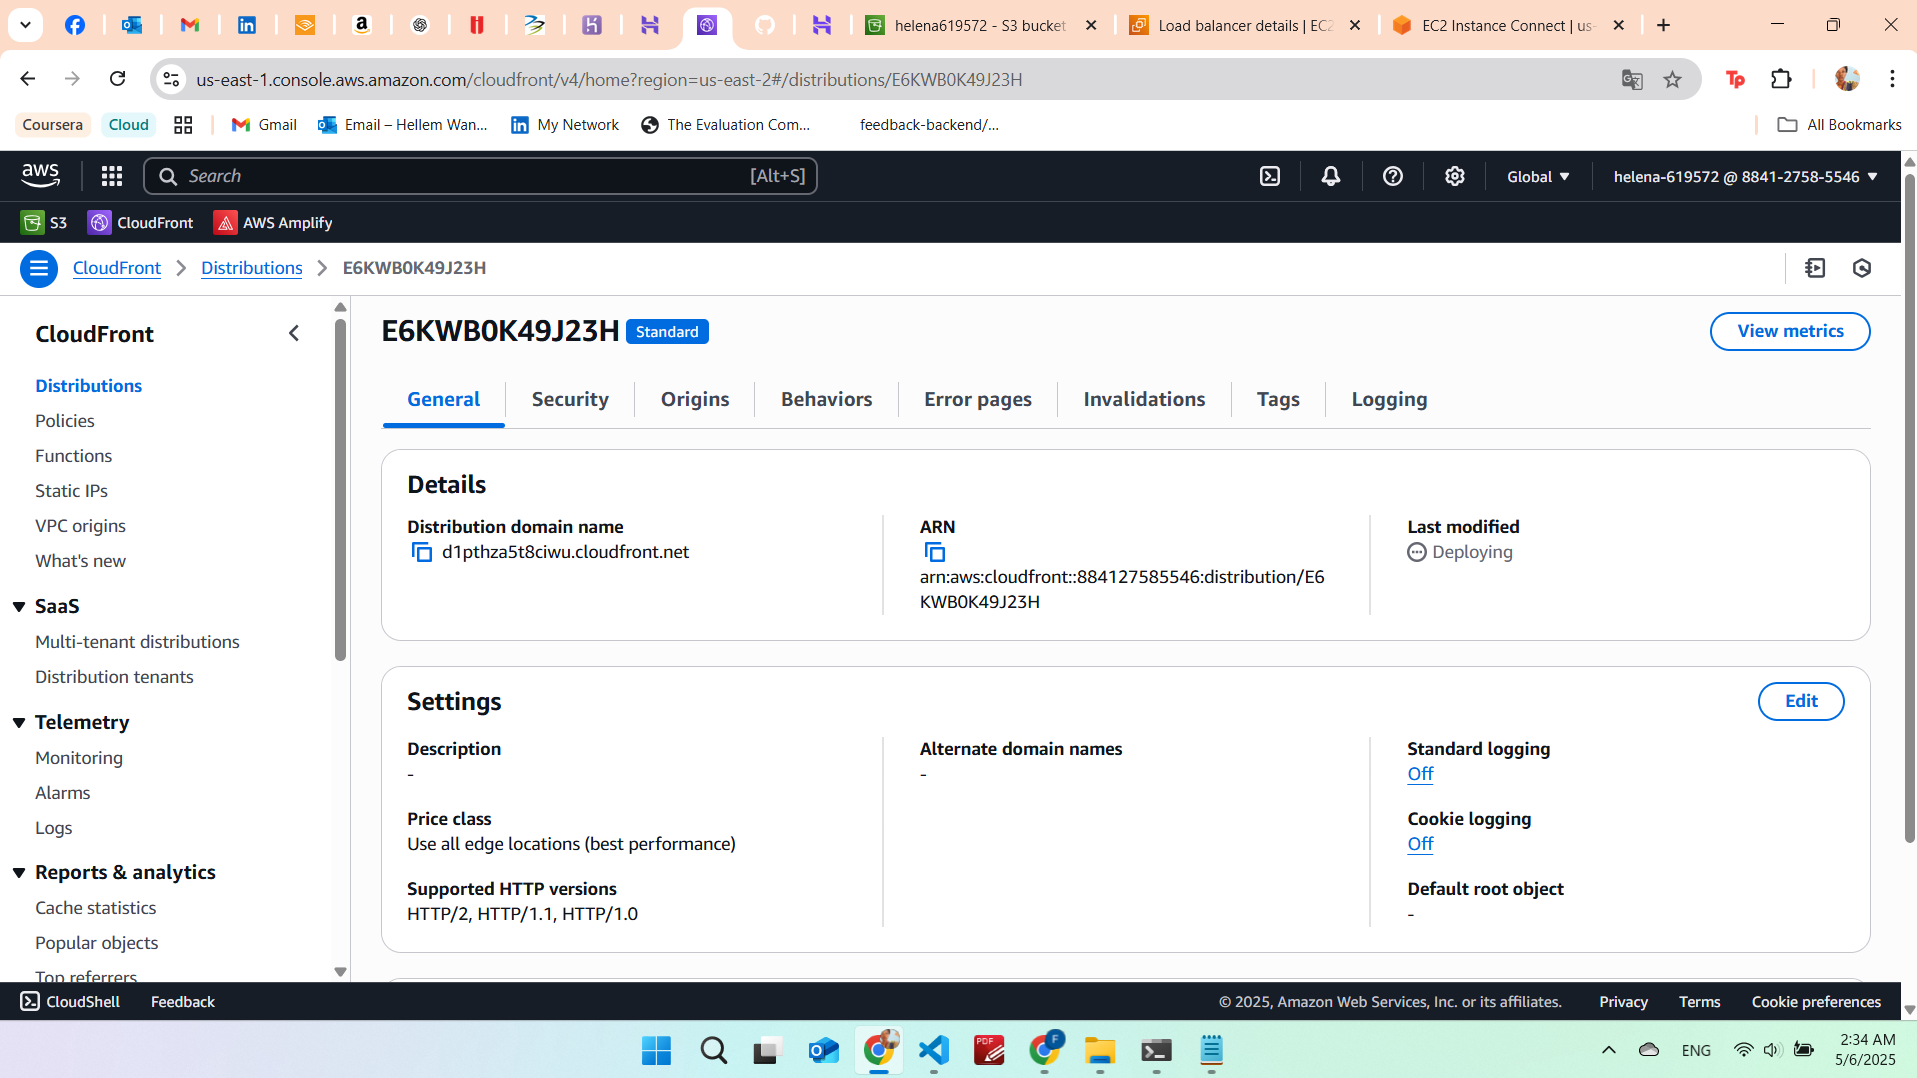 helena619572 - S3 bucket
Load balancer details | EC2
EC2 Instance Connect | us-
us-east-1.console.aws.amazon.com/cloudfront/v4/home?region=us-east-2#/distributions/E6KWB0K49J23H
Coursera
Cloud
Gmail
Email – Hellem Wan...
My Network
The Evaluation Com...
feedback-backend/...
All Bookmarks
aws
Search
[Alt+S]
Global
helena-619572 @ 8841-2758-5546
S3
CloudFront
AWS Amplify
CloudFront
Distributions
E6KWB0K49J23H
CloudFront
Distributions
Policies
Functions
Static IPs
VPC origins
What's new
SaaS
Multi-tenant distributions
Distribution tenants
Telemetry
Monitoring
Alarms
Logs
Reports & analytics
Cache statistics
Popular objects
Top referrers
E6KWB0K49J23H
Standard
View metrics
General
Security
Origins
Behaviors
Error pages
Invalidations
Tags
Logging
Details
Distribution domain name
d1pthza5t8ciwu.cloudfront.net
ARN
arn:aws:cloudfront::884127585546:distribution/E6
KWB0K49J23H
Last modified
Deploying
Settings
Edit
Description
-
Price class
Use all edge locations (best performance)
Supported HTTP versions
HTTP/2, HTTP/1.1, HTTP/1.0
Alternate domain names
-
Standard logging
Off
Cookie logging
Off
Default root object
-
CloudShell
Feedback
© 2025, Amazon Web Services, Inc. or its affiliates.
Privacy
Terms
Cookie preferences
PDF
F
ENG
2:34 AM
5/6/2025